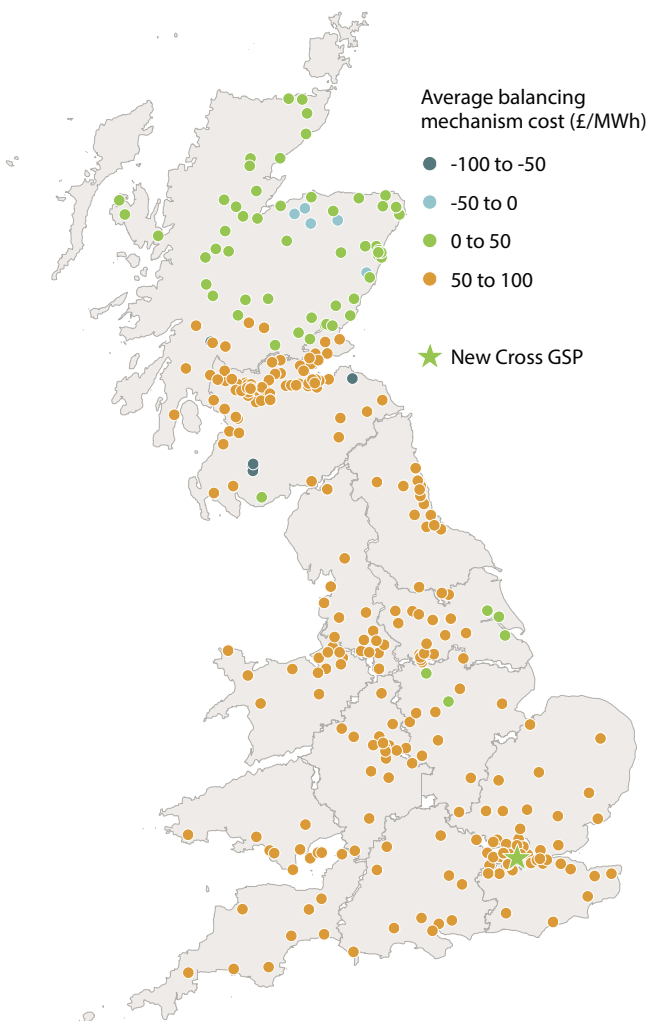 Average balancing
mechanism cost (£/MWh)
-100 to -50
-50 to 0
0 to 50
50 to 100
New Cross GSP